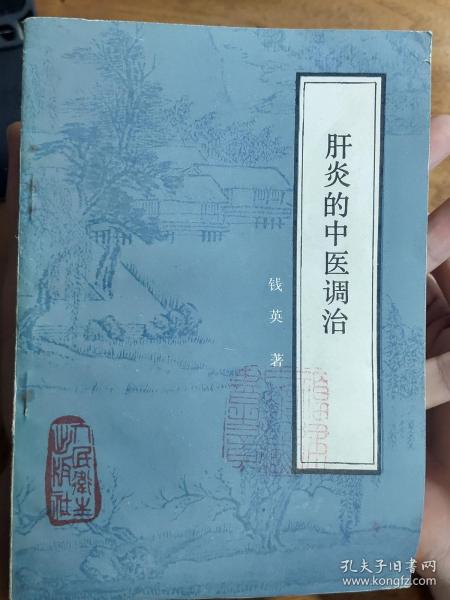 肝炎的中医调治
钱英 著
人民卫生
出版社
孔夫子旧书网
www.kongfz.com